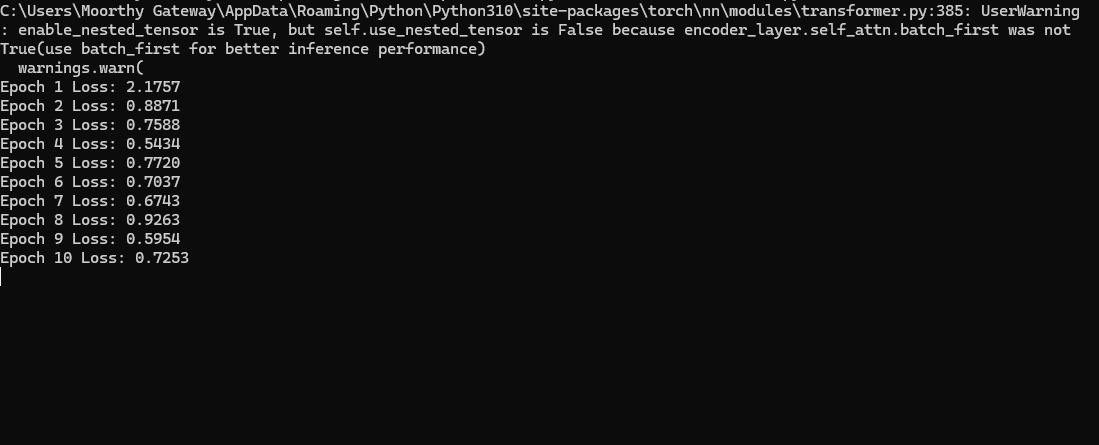 C:\Users\Moorthy Gateway\AppData\Roaming\Python\Python310\site-packages\torch\nn\modules\transformer.py:385: UserWarning
: enable_nested_tensor is True, but self.use_nested_tensor is False because encoder_layer.self_attn.batch_first was not
True(use batch_first for better inference performance)
  warnings.warn(
Epoch 1 Loss: 2.1757
Epoch 2 Loss: 0.8871
Epoch 3 Loss: 0.7588
Epoch 4 Loss: 0.5434
Epoch 5 Loss: 0.7720
Epoch 6 Loss: 0.7037
Epoch 7 Loss: 0.6743
Epoch 8 Loss: 0.9263
Epoch 9 Loss: 0.5954
Epoch 10 Loss: 0.7253